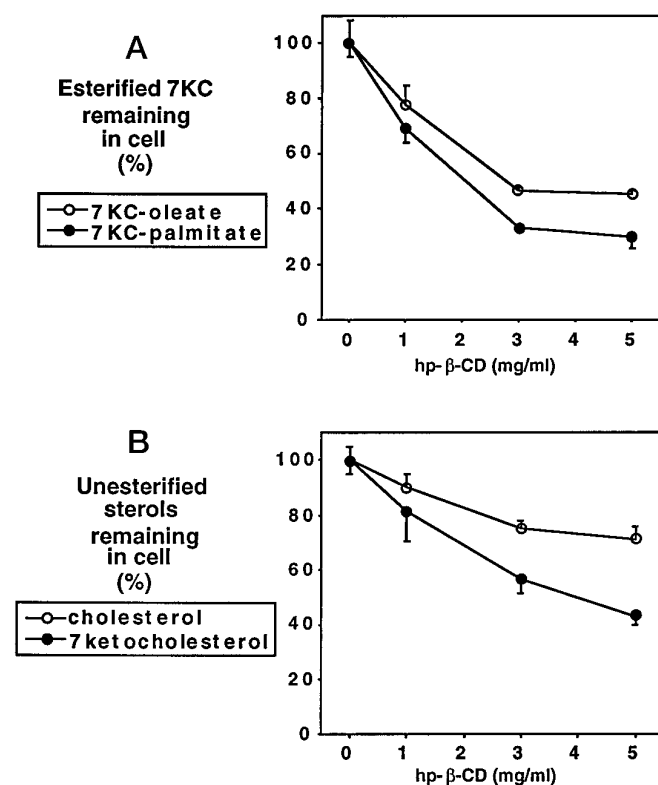 A
Esterified 7KC
remaining
in cell
(%)
7KC-oleate
7KC-palmitate
100
80
60
40
20
0
0 1 2 3 4 5
hp-β-CD (mg/ml)
B
Unesterified
sterols
remaining
in cell
(%)
cholesterol
7ketocholesterol
100
80
60
40
20
0
0 1 2 3 4 5
hp-β-CD (mg/ml)